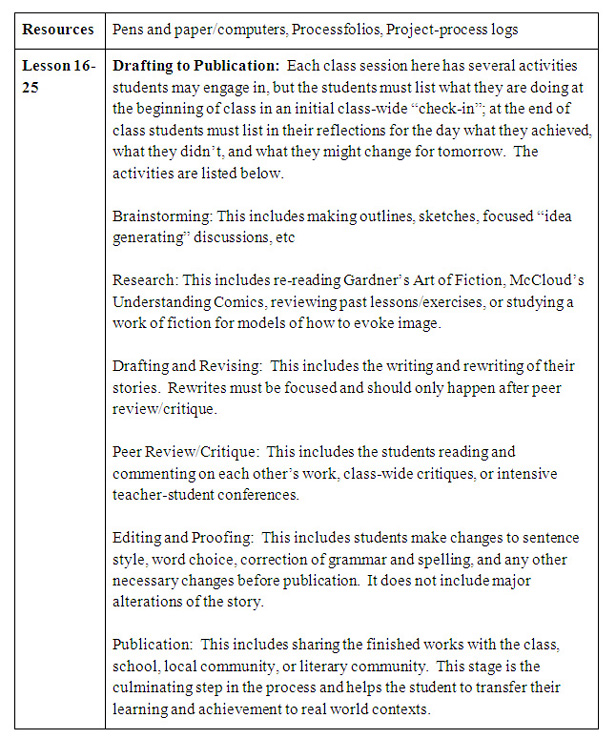 Resources
Pens and paper/computers, Processfolios, Project-process logs
Lesson 16-
25
Drafting to Publication:  Each class session here has several activities
students may engage in, but the students must list what they are doing at
the beginning of class in an initial class-wide “check-in”; at the end of
class students must list in their reflections for the day what they achieved,
what they didn’t, and what they might change for tomorrow.  The
activities are listed below.
Brainstorming: This includes making outlines, sketches, focused “idea
generating” discussions, etc
Research: This includes re-reading Gardner’s Art of Fiction, McCloud’s
Understanding Comics, reviewing past lessons/exercises, or studying a
work of fiction for models of how to evoke image.
Drafting and Revising:  This includes the writing and rewriting of their
stories.  Rewrites must be focused and should only happen after peer
review/critique.
Peer Review/Critique:  This includes the students reading and
commenting on each other’s work, class-wide critiques, or intensive
teacher-student conferences.
Editing and Proofing:  This includes students make changes to sentence
style, word choice, correction of grammar and spelling, and any other
necessary changes before publication.  It does not include major
alterations of the story.
Publication:  This includes sharing the finished works with the class,
school, local community, or literary community.  This stage is the
culminating step in the process and helps the student to transfer their
learning and achievement to real world contexts.